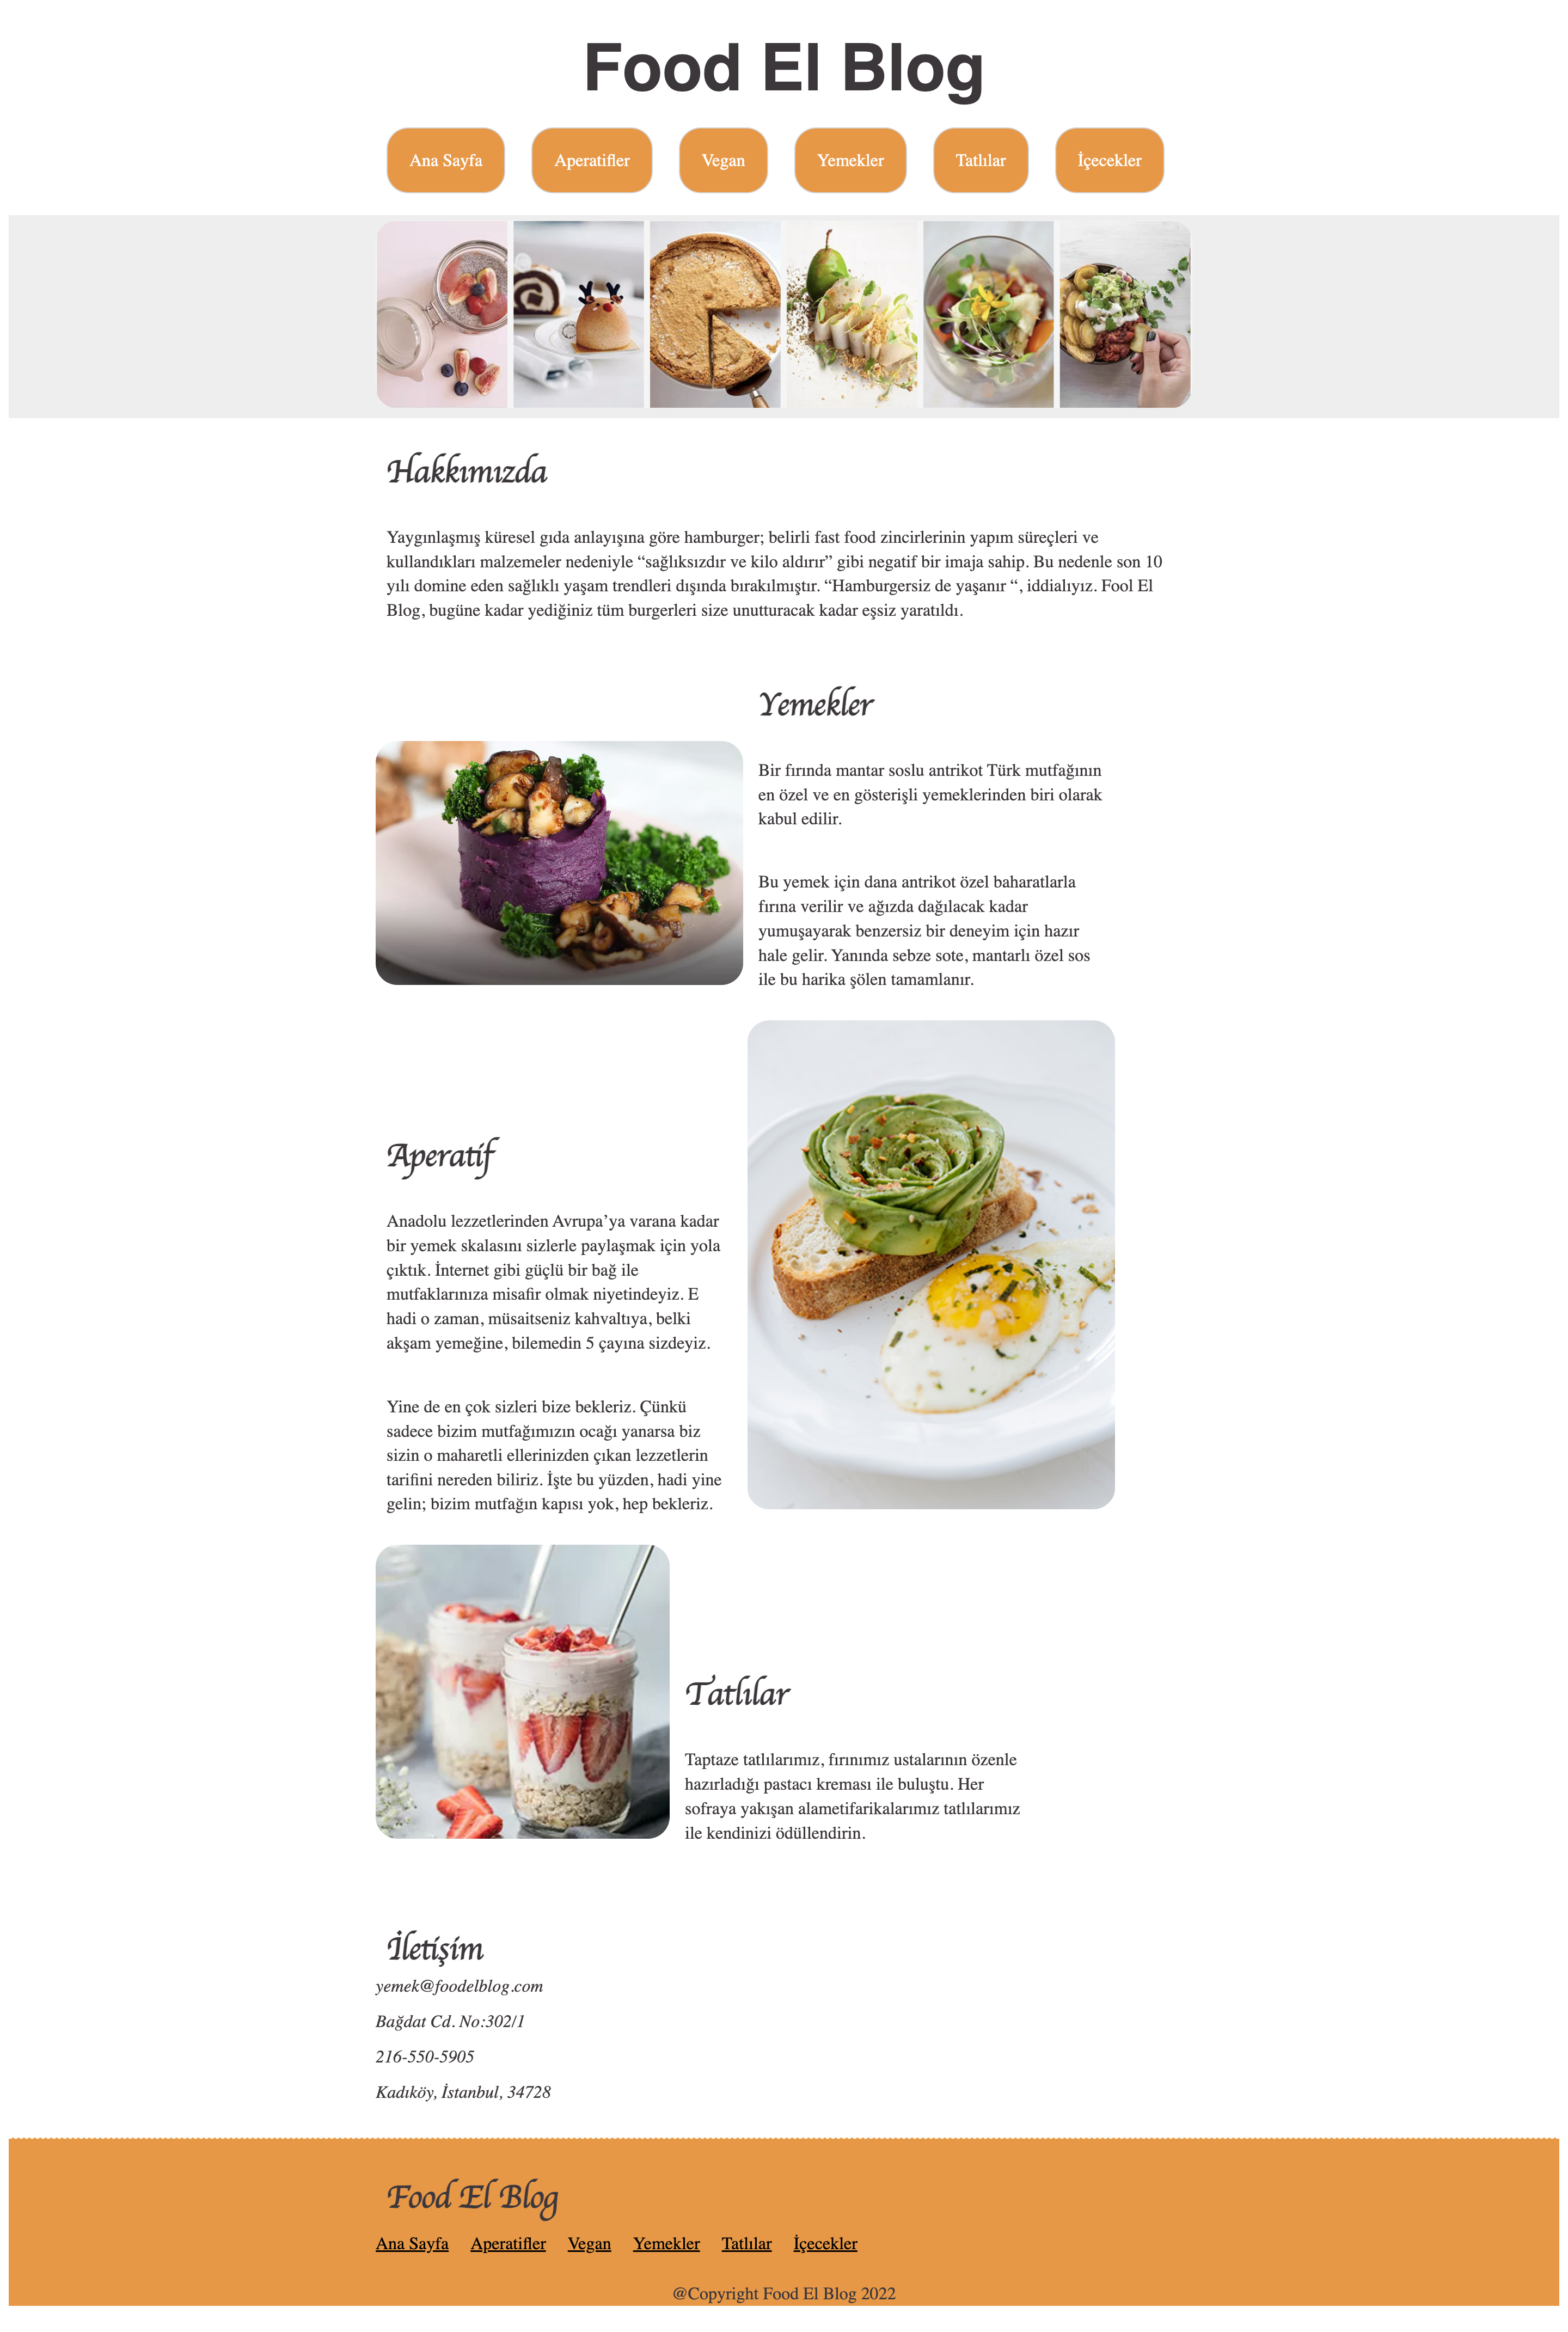 Food El Blog
Ana Sayfa
Aperatifler
Vegan
Yemekler
Tatlılar
İçecekler
Hakkımızda
Yaygınlaşmış küresel gıda anlayışına göre hamburger; belirli fast food zincirlerinin yapım süreçleri ve
kullandıkları malzemeler nedeniyle “sağlıksızdır ve kilo aldırır” gibi negatif bir imaja sahip. Bu nedenle son 10
yılı domine eden sağlıklı yaşam trendleri dışında bırakılmıştır. “Hamburgersiz de yaşanır “, iddialıyız. Fool El
Blog, bugüne kadar yediğiniz tüm burgerleri size unutturacak kadar eşsiz yaratıldı.
Yemekler
Bir fırında mantar soslu antrikot Türk mutfağının
en özel ve en gösterişli yemeklerinden biri olarak
kabul edilir.
Bu yemek için dana antrikot özel baharatlarla
fırına verilir ve ağızda dağılacak kadar
yumuşayarak benzersiz bir deneyim için hazır
hale gelir. Yanında sebze sote, mantarlı özel sos
ile bu harika şölen tamamlanır.
Aperatif
Anadolu lezzetlerinden Avrupa’ya varana kadar
bir yemek skalasını sizlerle paylaşmak için yola
çıktık. İnternet gibi güçlü bir bağ ile
mutfaklarınıza misafir olmak niyetindeyiz. E
hadi o zaman, müsaitseniz kahvaltıya, belki
akşam yemeğine, bilemedin 5 çayına sizdeyiz.
Yine de en çok sizleri bize bekleriz. Çünkü
sadece bizim mutfağımızın ocağı yanarsa biz
sizin o maharetli ellerinizden çıkan lezzetlerin
tarifini nereden biliriz. İşte bu yüzden, hadi yine
gelin; bizim mutfağın kapısı yok, hep bekleriz.
Tatlılar
Taptaze tatlılarımız, fırınımız ustalarının özenle
hazırladığı pastacı kreması ile buluştu. Her
sofraya yakışan alametifarikalarımız tatlılarımız
ile kendinizi ödüllendirin.
İletişim
yemek@foodelblog.com
Bağdat Cd. No:302/1
216-550-5905
Kadıköy, İstanbul, 34728
Food El Blog
Ana Sayfa Aperatifler Vegan Yemekler Tatlılar İçecekler
@Copyright Food El Blog 2022